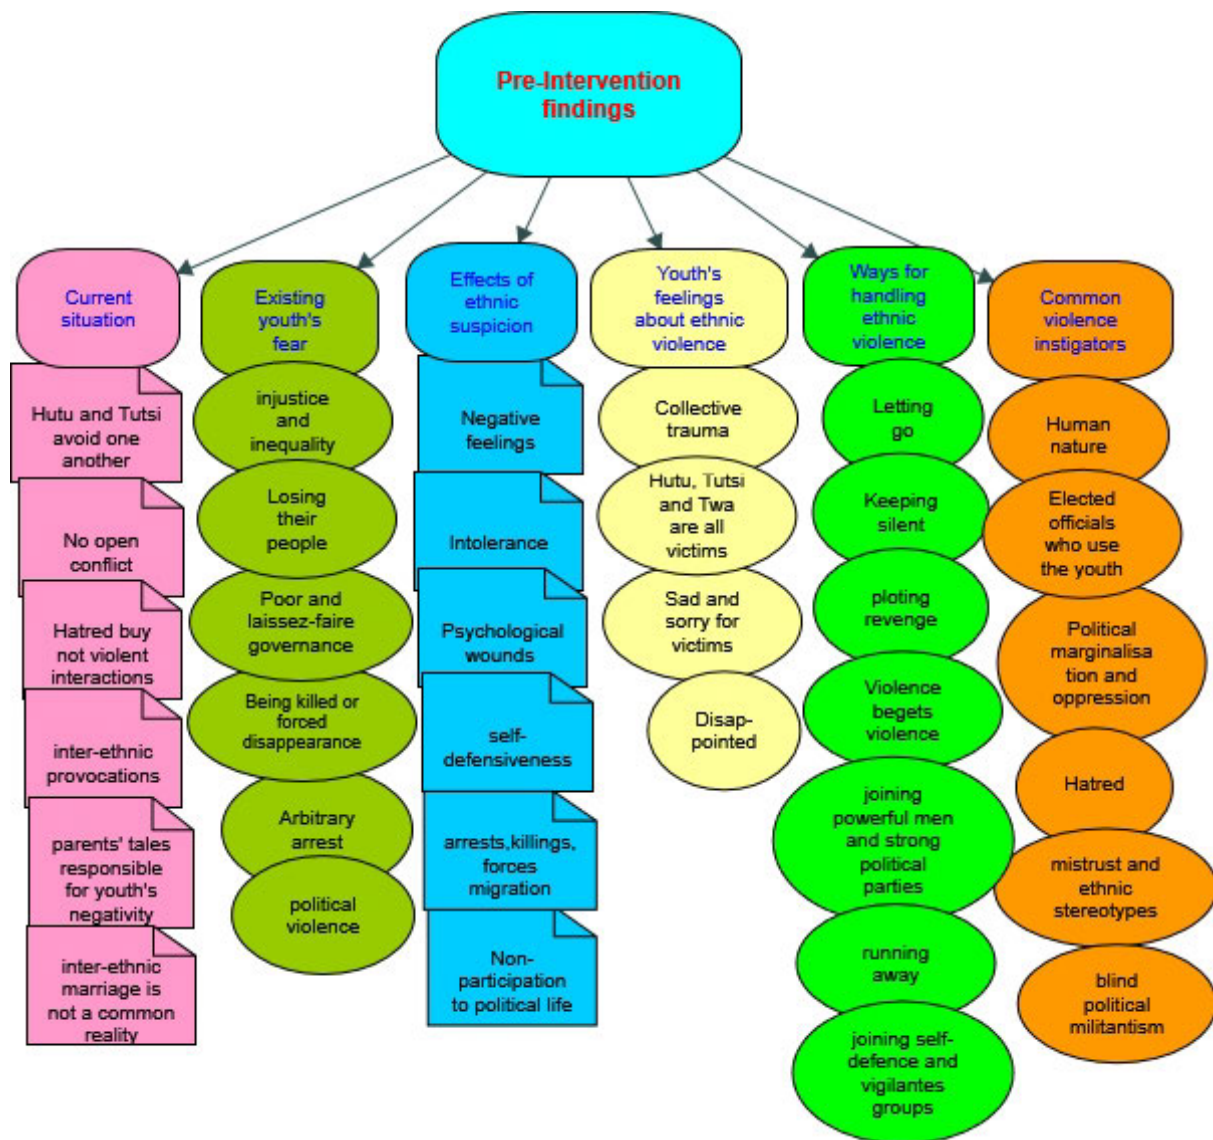 Pre-Intervention
findings
Current
situation
Hutu and Tutsi
avoid one
another
No open
conflict
Hatred buy
not violent
interactions
inter-ethnic
provocations
parents' tales
responsible
for youth's
negativity
inter-ethnic
marriage is
not a common
reality
Existing
youth's
fear
injustice
and
inequality
Losing
their
people
Poor and
laissez-faire
governance
Being killed or
forced
disappearance
Arbitrary
arrest
political
violence
Effects of
ethnic
suspicion
Negative
feelings
Intolerance
Psychological
wounds
self-
defensiveness
arrests,killings,
forces
migration
Non-
participation
to political life
Youth's
feelings
about ethnic
violence
Collective
trauma
Hutu, Tutsi
and Twa
are all
victims
Sad and
sorry for
victims
Disap-
pointed
Ways for
handling
ethnic
violence
Letting
go
Keeping
silent
ploting
revenge
Violence
begets
violence
joining
powerful men
and strong
political
parties
running
away
joining self-
defence and
vigilantes
groups
Common
violence
instigators
Human
nature
Elected
officials
who use
the youth
Political
marginalisa
tion and
oppression
Hatred
mistrust and
ethnic
stereotypes
blind
political
militantism